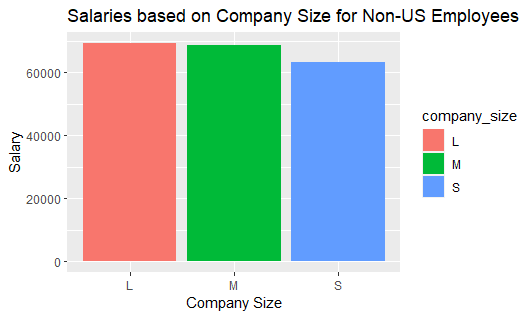 Salaries based on Company Size for Non-US Employees
Salary
60000
40000
20000
0
L
M
S
Company Size
company_size
L
M
S